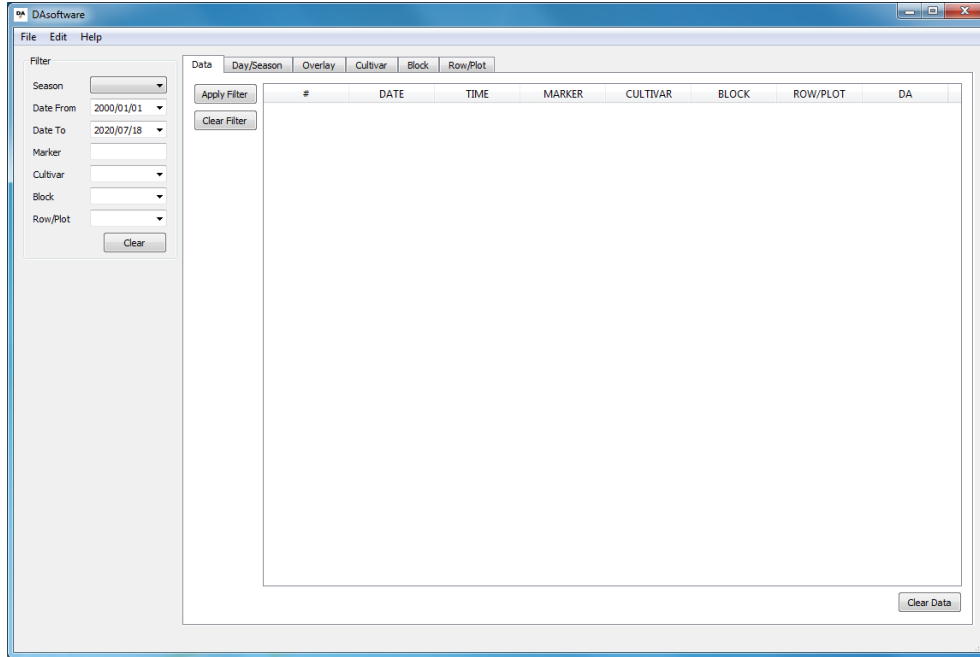 DA DAsoftware
File Edit Help
Filter
Season
Date From 2000/01/01
Date To 2020/07/18
Marker
Cultivar
Block
Row/Plot
Clear
Data Day/Season Overlay Cultivar Block Row/Plot
Apply Filter
Clear Filter
# DATE TIME MARKER CULTIVAR BLOCK ROW/PLOT DA
Clear Data